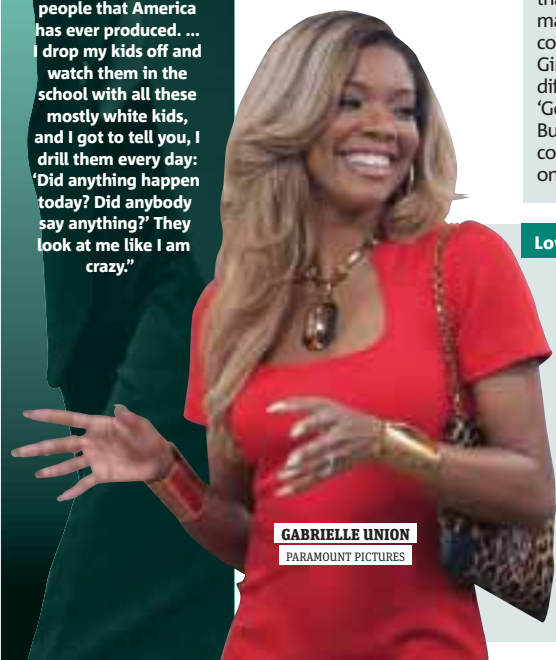 people that America
has ever produced. ...
I drop my kids off and
watch them in the
school with all these
mostly white kids,
and I got to tell you, I
drill them every day:
‘Did anything happen
today? Did anybody
say anything?’ They
look at me like I am
crazy.”
GABRIELLE UNION
PARAMOUNT PICTURES